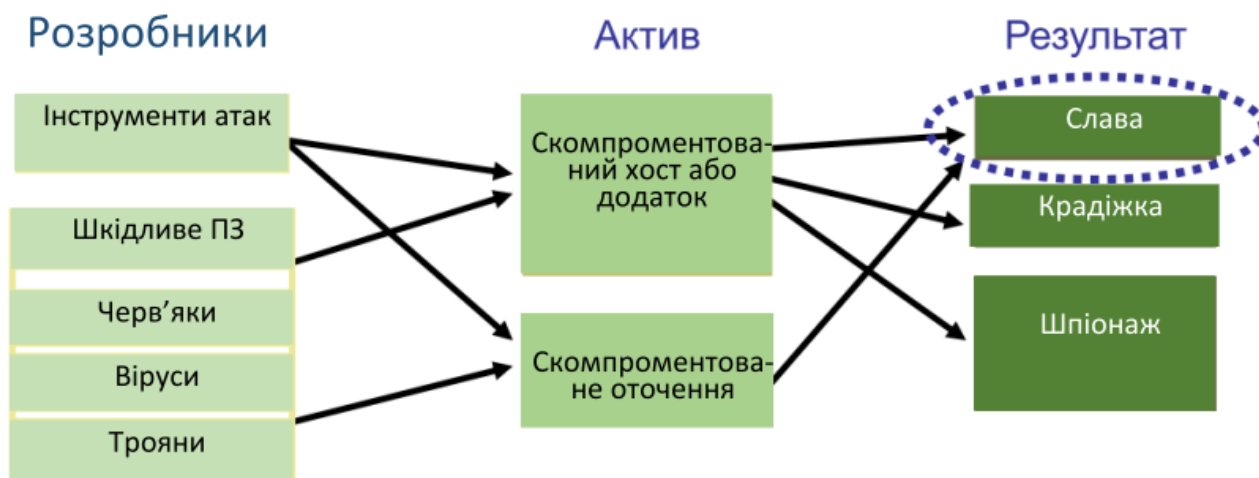 Розробники
Актив
Результат
Інструменти атак
Шкідливе ПЗ
Черв’яки
Віруси
Трояни
Скомпроментова-
ний хост або
додаток
Скомпроментова-
не оточення
Слава
Крадіжка
Шпіонаж